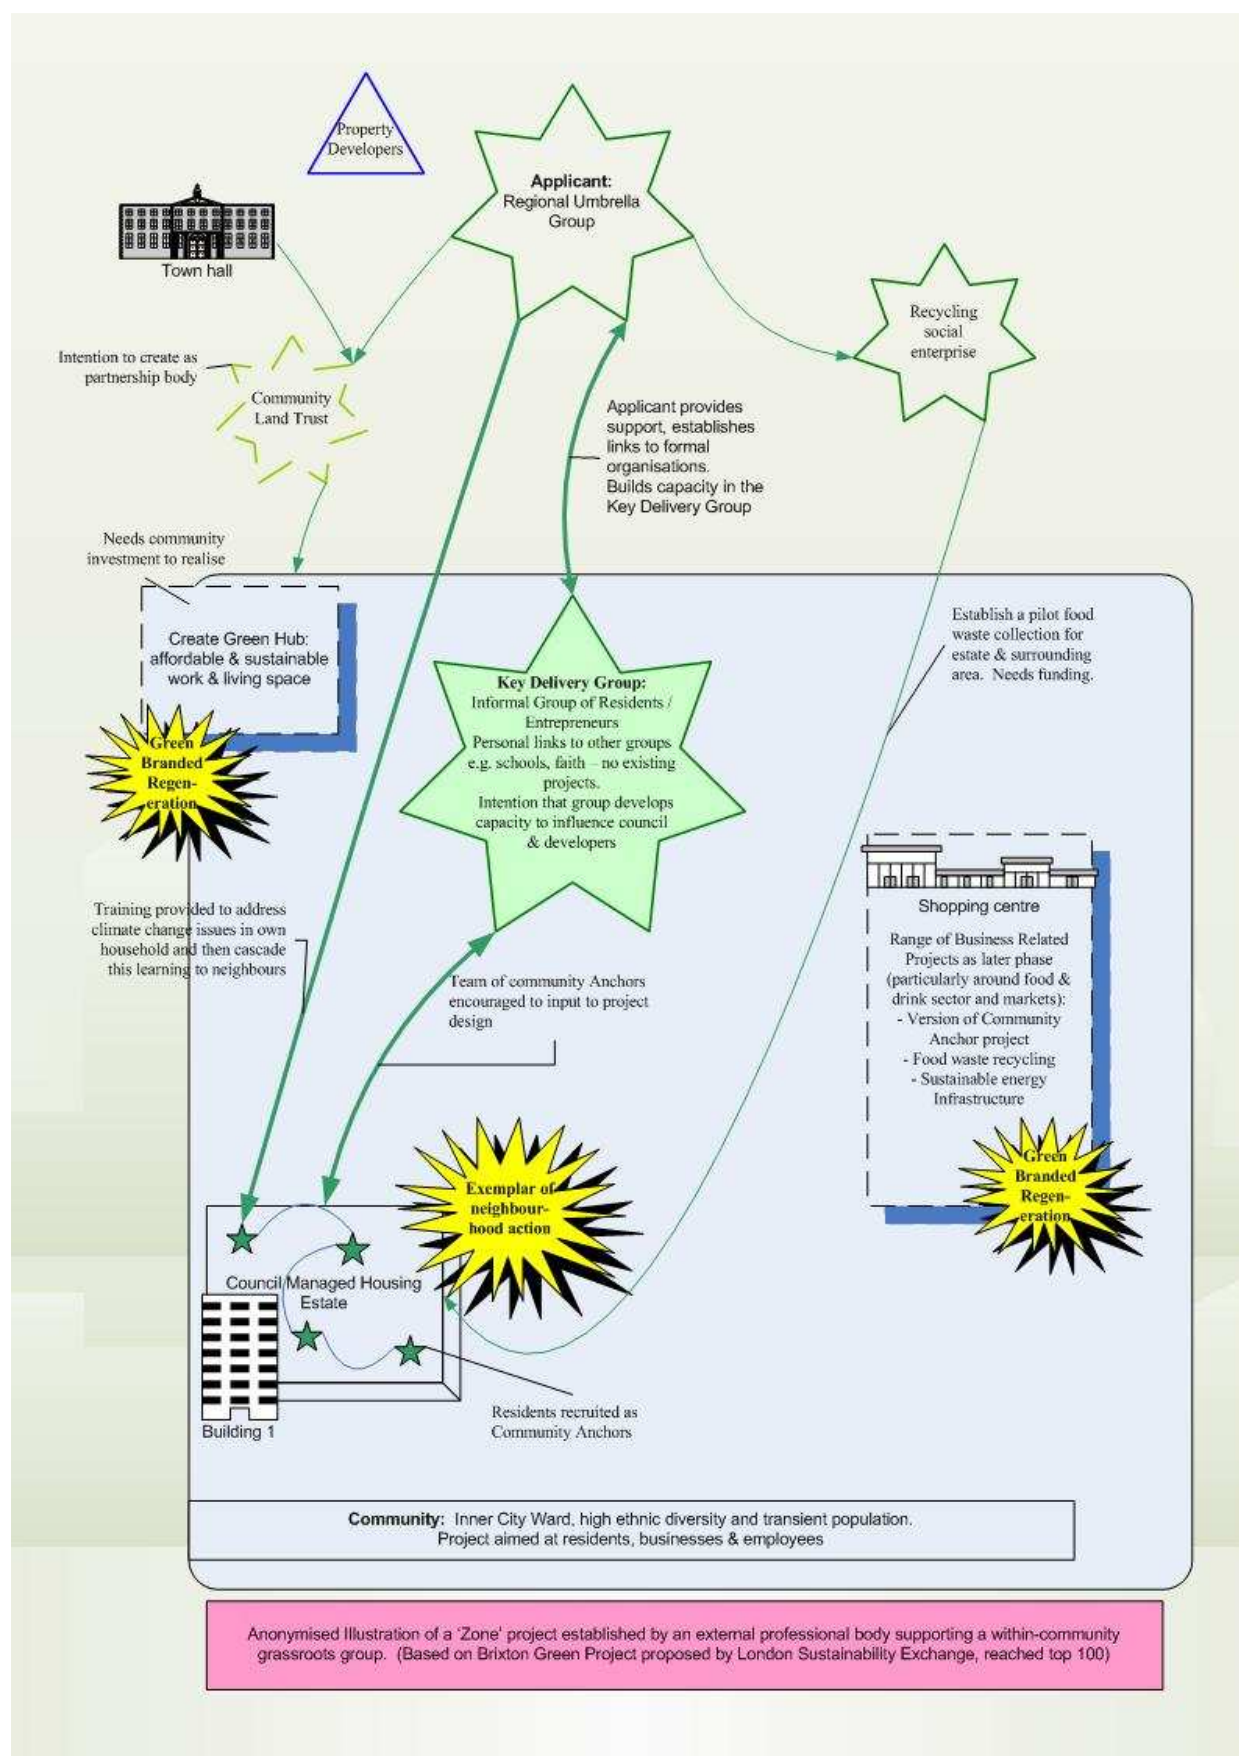 Property
Developers
Applicant:
Regional Umbrella
Group
Town hall
Recycling
social
enterprise
Intention to create as
partnership body
Community
Land Trust
Applicant provides
support, establishes
links to formal
organisations.
Builds capacity in the
Key Delivery Group
Needs community
investment to realise
Create Green Hub:
affordable & sustainable
work & living space
Green
Branded
Regen-
eration
Establish a pilot food
waste collection for
estate & surrounding
area.  Needs funding.
Key Delivery Group:
Informal Group of Residents /
Entrepreneurs
Personal links to other groups
e.g. schools, faith – no existing
projects.
Intention that group develops
capacity to influence council
& developers
Shopping centre
Range of Business Related
Projects as later phase
(particularly around food &
drink sector and markets):
- Version of Community
Anchor project
- Food waste recycling
- Sustainable energy
Infrastructure
Green
Branded
Regen-
eration
Training provided to address
climate change issues in own
household and then cascade
this learning to neighbours
Team of community Anchors
encouraged to input to project
design
Exemplar of
neighbour-
hood action
Council Managed Housing
Estate
Building 1
Residents recruited as
Community Anchors
Community:  Inner City Ward, high ethnic diversity and transient population.
Project aimed at residents, businesses & employees
Anonymised Illustration of a 'Zone' project established by an external professional body supporting a within-community
grassroots group.  (Based on Brixton Green Project proposed by London Sustainability Exchange, reached top 100)